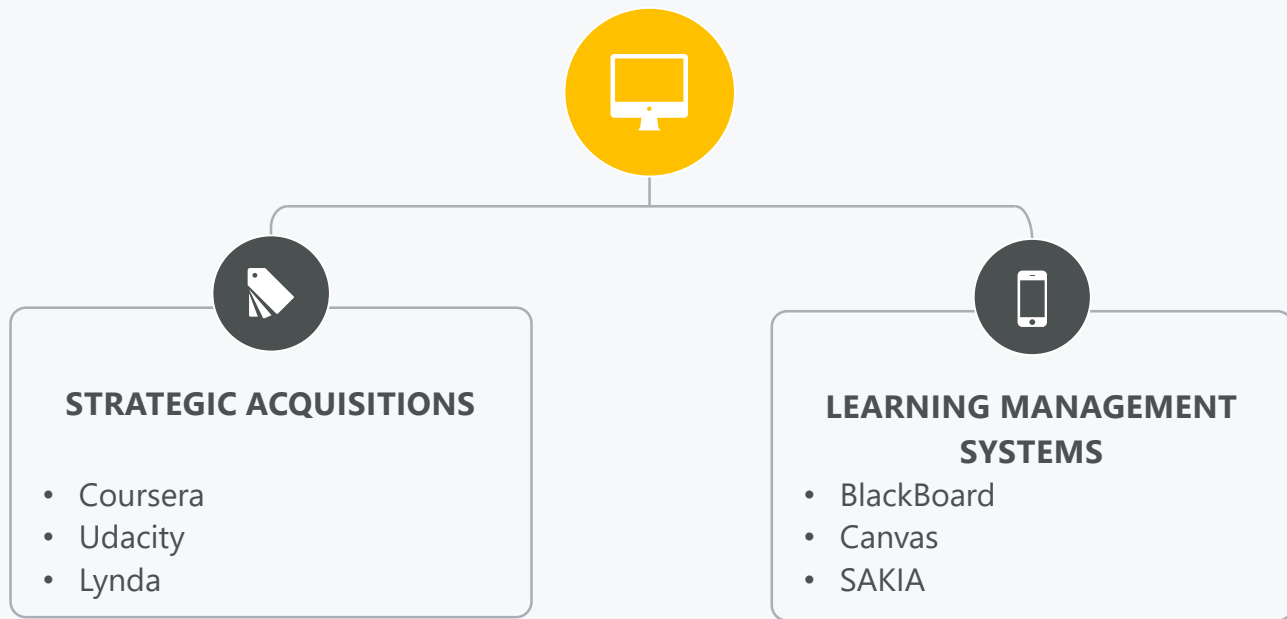 STRATEGIC ACQUISITIONS
• Coursera
• Udacity
• Lynda
LEARNING MANAGEMENT
SYSTEMS
• BlackBoard
• Canvas
• SAKIA